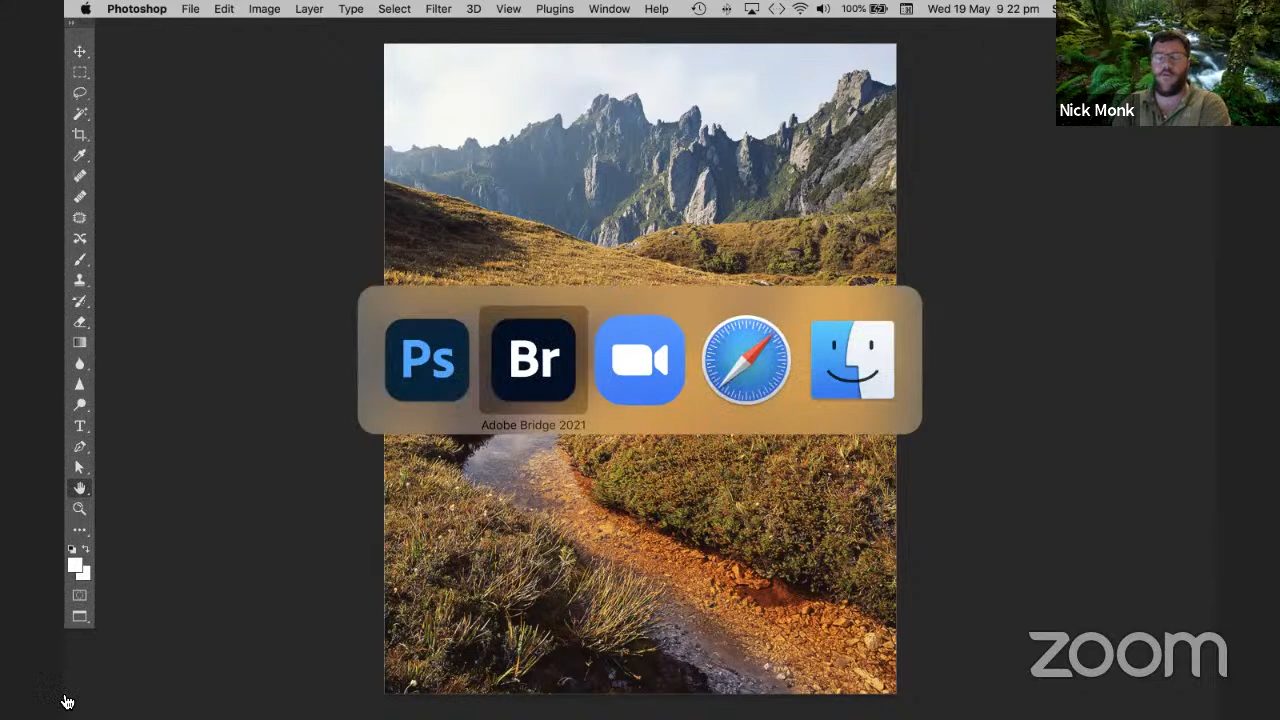 Photoshop File Edit Image Layer Type Select Filter 3D View Plugins Window Help 100% Wed 19 May 9 22 pm
Nick Monk
Ps Br
Adobe Bridge 2021
T
zoom